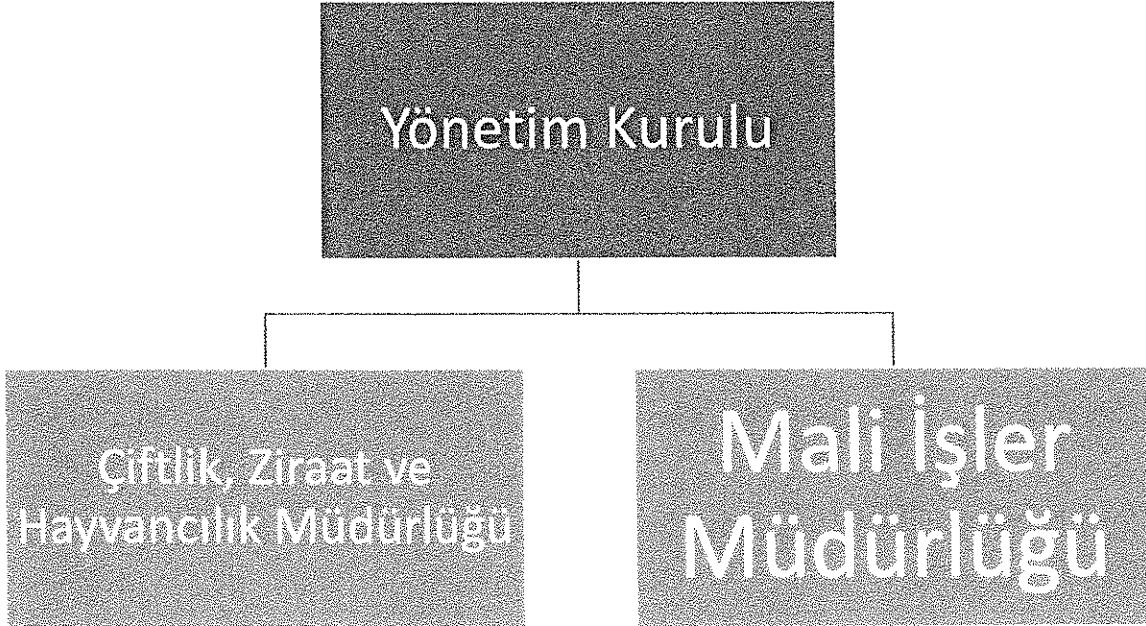 Yönetim Kurulu
Çiftlik, Ziraat ve
Hayvancılık Müdürlüğü
Mali İşler
Müdürlüğü